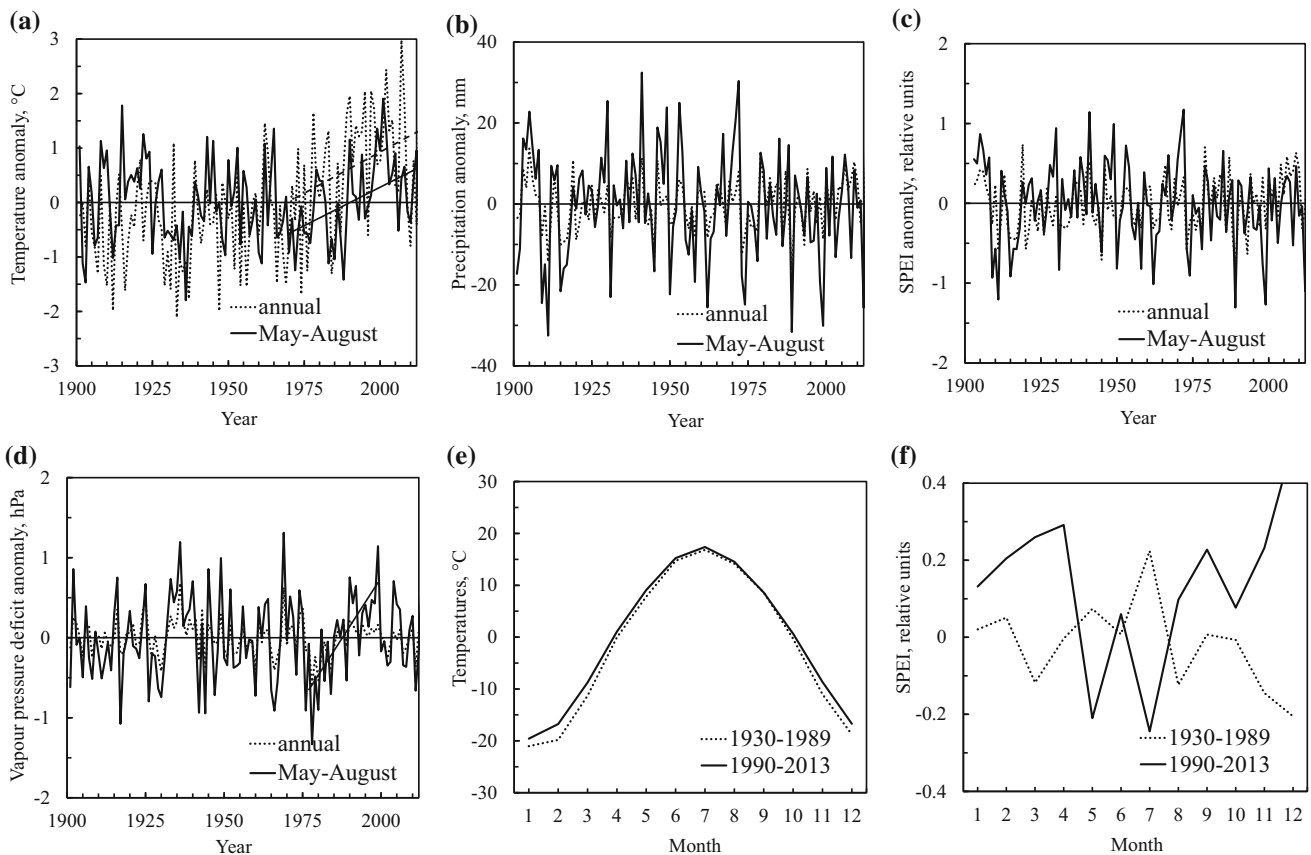 (a)
Temperature anomaly, °C
3
2
1
0
-1
-2
-3
annual
May-August
1900 1925 1950 1975 2000
Year
(b)
Precipitation anomaly, mm
40
20
0
-20
-40
annual
May-August
1900 1925 1950 1975 2000
Year
(c)
SPEI anomaly, relative units
2
1
0
-1
-2
annual
May-August
1900 1925 1950 1975 2000
Year
(d)
Vapour pressure deficit anomaly, hPa
2
1
0
-1
-2
annual
May-August
1900 1925 1950 1975 2000
Year
(e)
Temperatures, °C
30
20
10
0
-10
-20
-30
1930-1989
1990-2013
1 2 3 4 5 6 7 8 9 10 11 12
Month
(f)
SPEI, relative units
0.4
0.2
0
-0.2
-0.4
1930-1989
1990-2013
1 2 3 4 5 6 7 8 9 10 11 12
Month